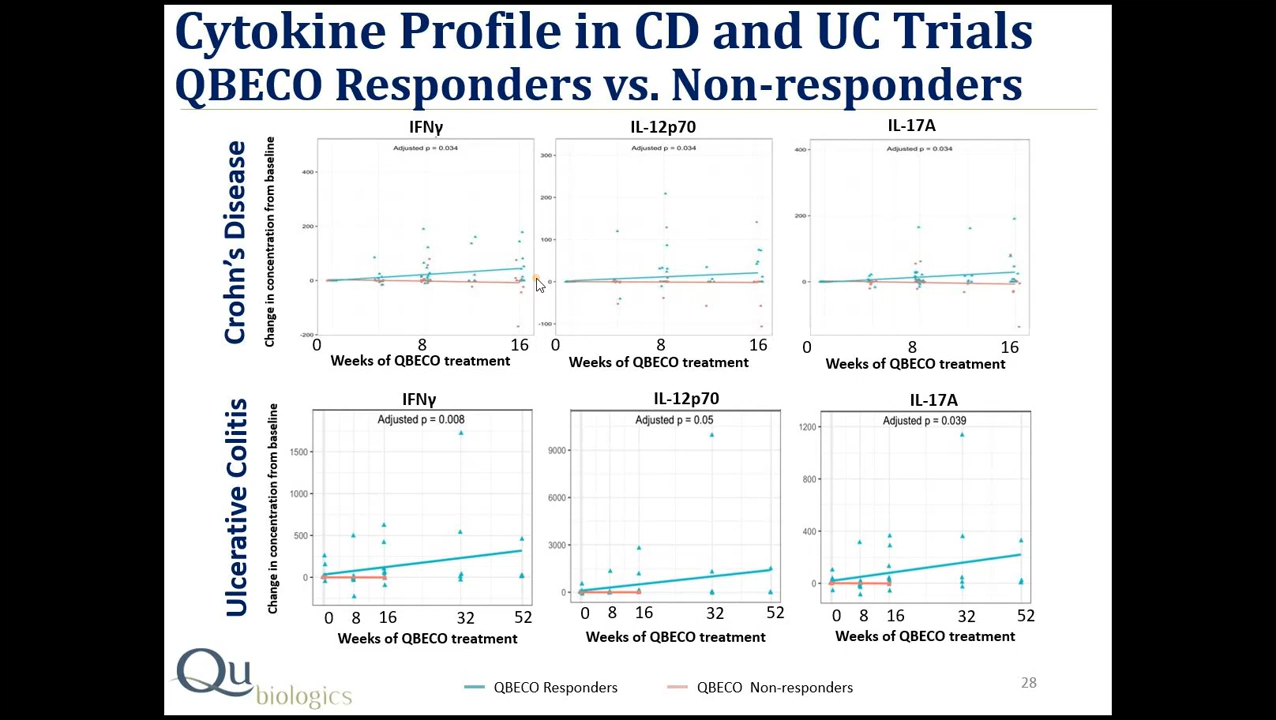 Cytokine Profile in CD and UC Trials
QBECO Responders vs. Non-responders
Crohn's Disease
Change in concentration from baseline
IFNγ
Adjusted p = 0.034
400
200
0
-200
0 8 16
Weeks of QBECO treatment
IL-12p70
Adjusted p = 0.034
300
200
100
0
-100
0 8 16
Weeks of QBECO treatment
IL-17A
Adjusted p = 0.034
400
200
0
0 8 16
Weeks of QBECO treatment
Ulcerative Colitis
Change in concentration from baseline
IFNγ
Adjusted p = 0.008
1500
1000
500
0
0 8 16 32 52
Weeks of QBECO treatment
IL-12p70
Adjusted p = 0.05
9000
6000
3000
0
0 8 16 32 52
Weeks of QBECO treatment
IL-17A
Adjusted p = 0.039
1200
800
400
0
0 8 16 32 52
Weeks of QBECO treatment
Qu
biologics
QBECO Responders
QBECO Non-responders
28